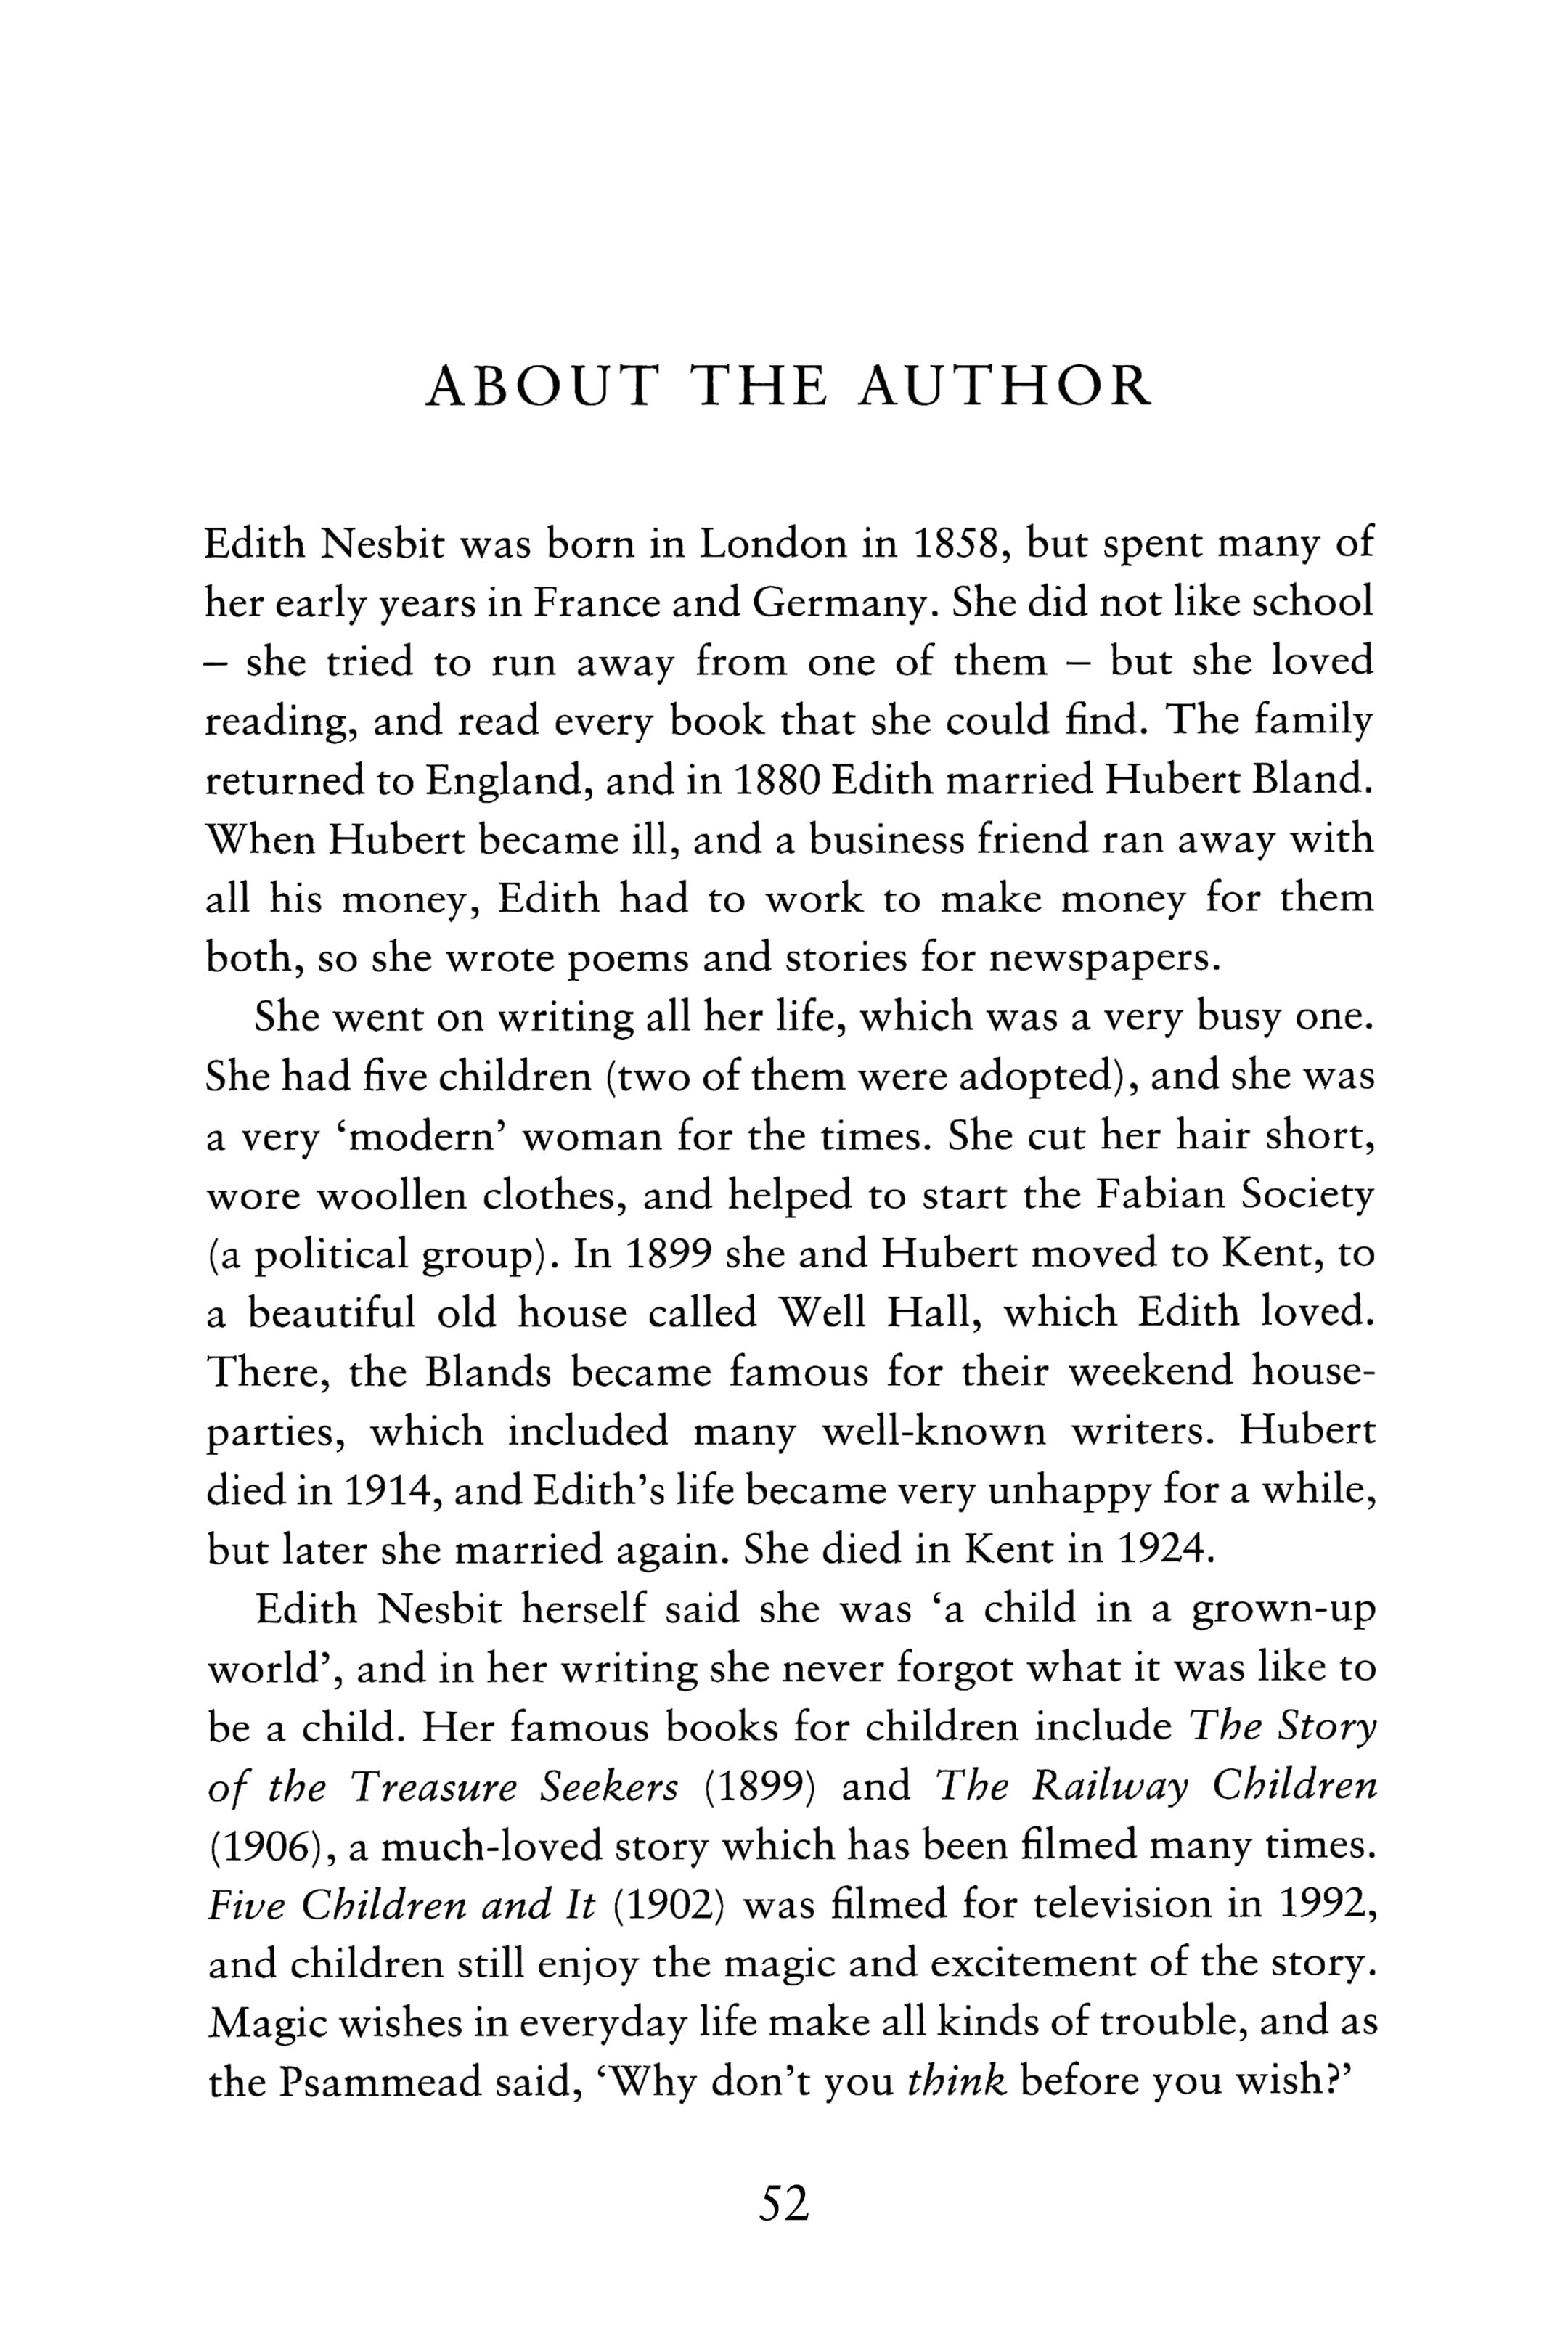 ABOUT THE AUTHOR
Edith Nesbit was born in London in 1858, but spent many of
her early years in France and Germany. She did not like school
– she tried to run away from one of them – but she loved
reading, and read every book that she could find. The family
returned to England, and in 1880 Edith married Hubert Bland.
When Hubert became ill, and a business friend ran away with
all his money, Edith had to work to make money for them
both, so she wrote poems and stories for newspapers.
She went on writing all her life, which was a very busy one.
She had five children (two of them were adopted), and she was
a very ‘modern’ woman for the times. She cut her hair short,
wore woollen clothes, and helped to start the Fabian Society
(a political group). In 1899 she and Hubert moved to Kent, to
a beautiful old house called Well Hall, which Edith loved.
There, the Blands became famous for their weekend house-
parties, which included many well-known writers. Hubert
died in 1914, and Edith’s life became very unhappy for a while,
but later she married again. She died in Kent in 1924.
Edith Nesbit herself said she was ‘a child in a grown-up
world’, and in her writing she never forgot what it was like to
be a child. Her famous books for children include The Story
of the Treasure Seekers (1899) and The Railway Children
(1906), a much-loved story which has been filmed many times.
Five Children and It (1902) was filmed for television in 1992,
and children still enjoy the magic and excitement of the story.
Magic wishes in everyday life make all kinds of trouble, and as
the Psammead said, ‘Why don’t you think before you wish?’
52